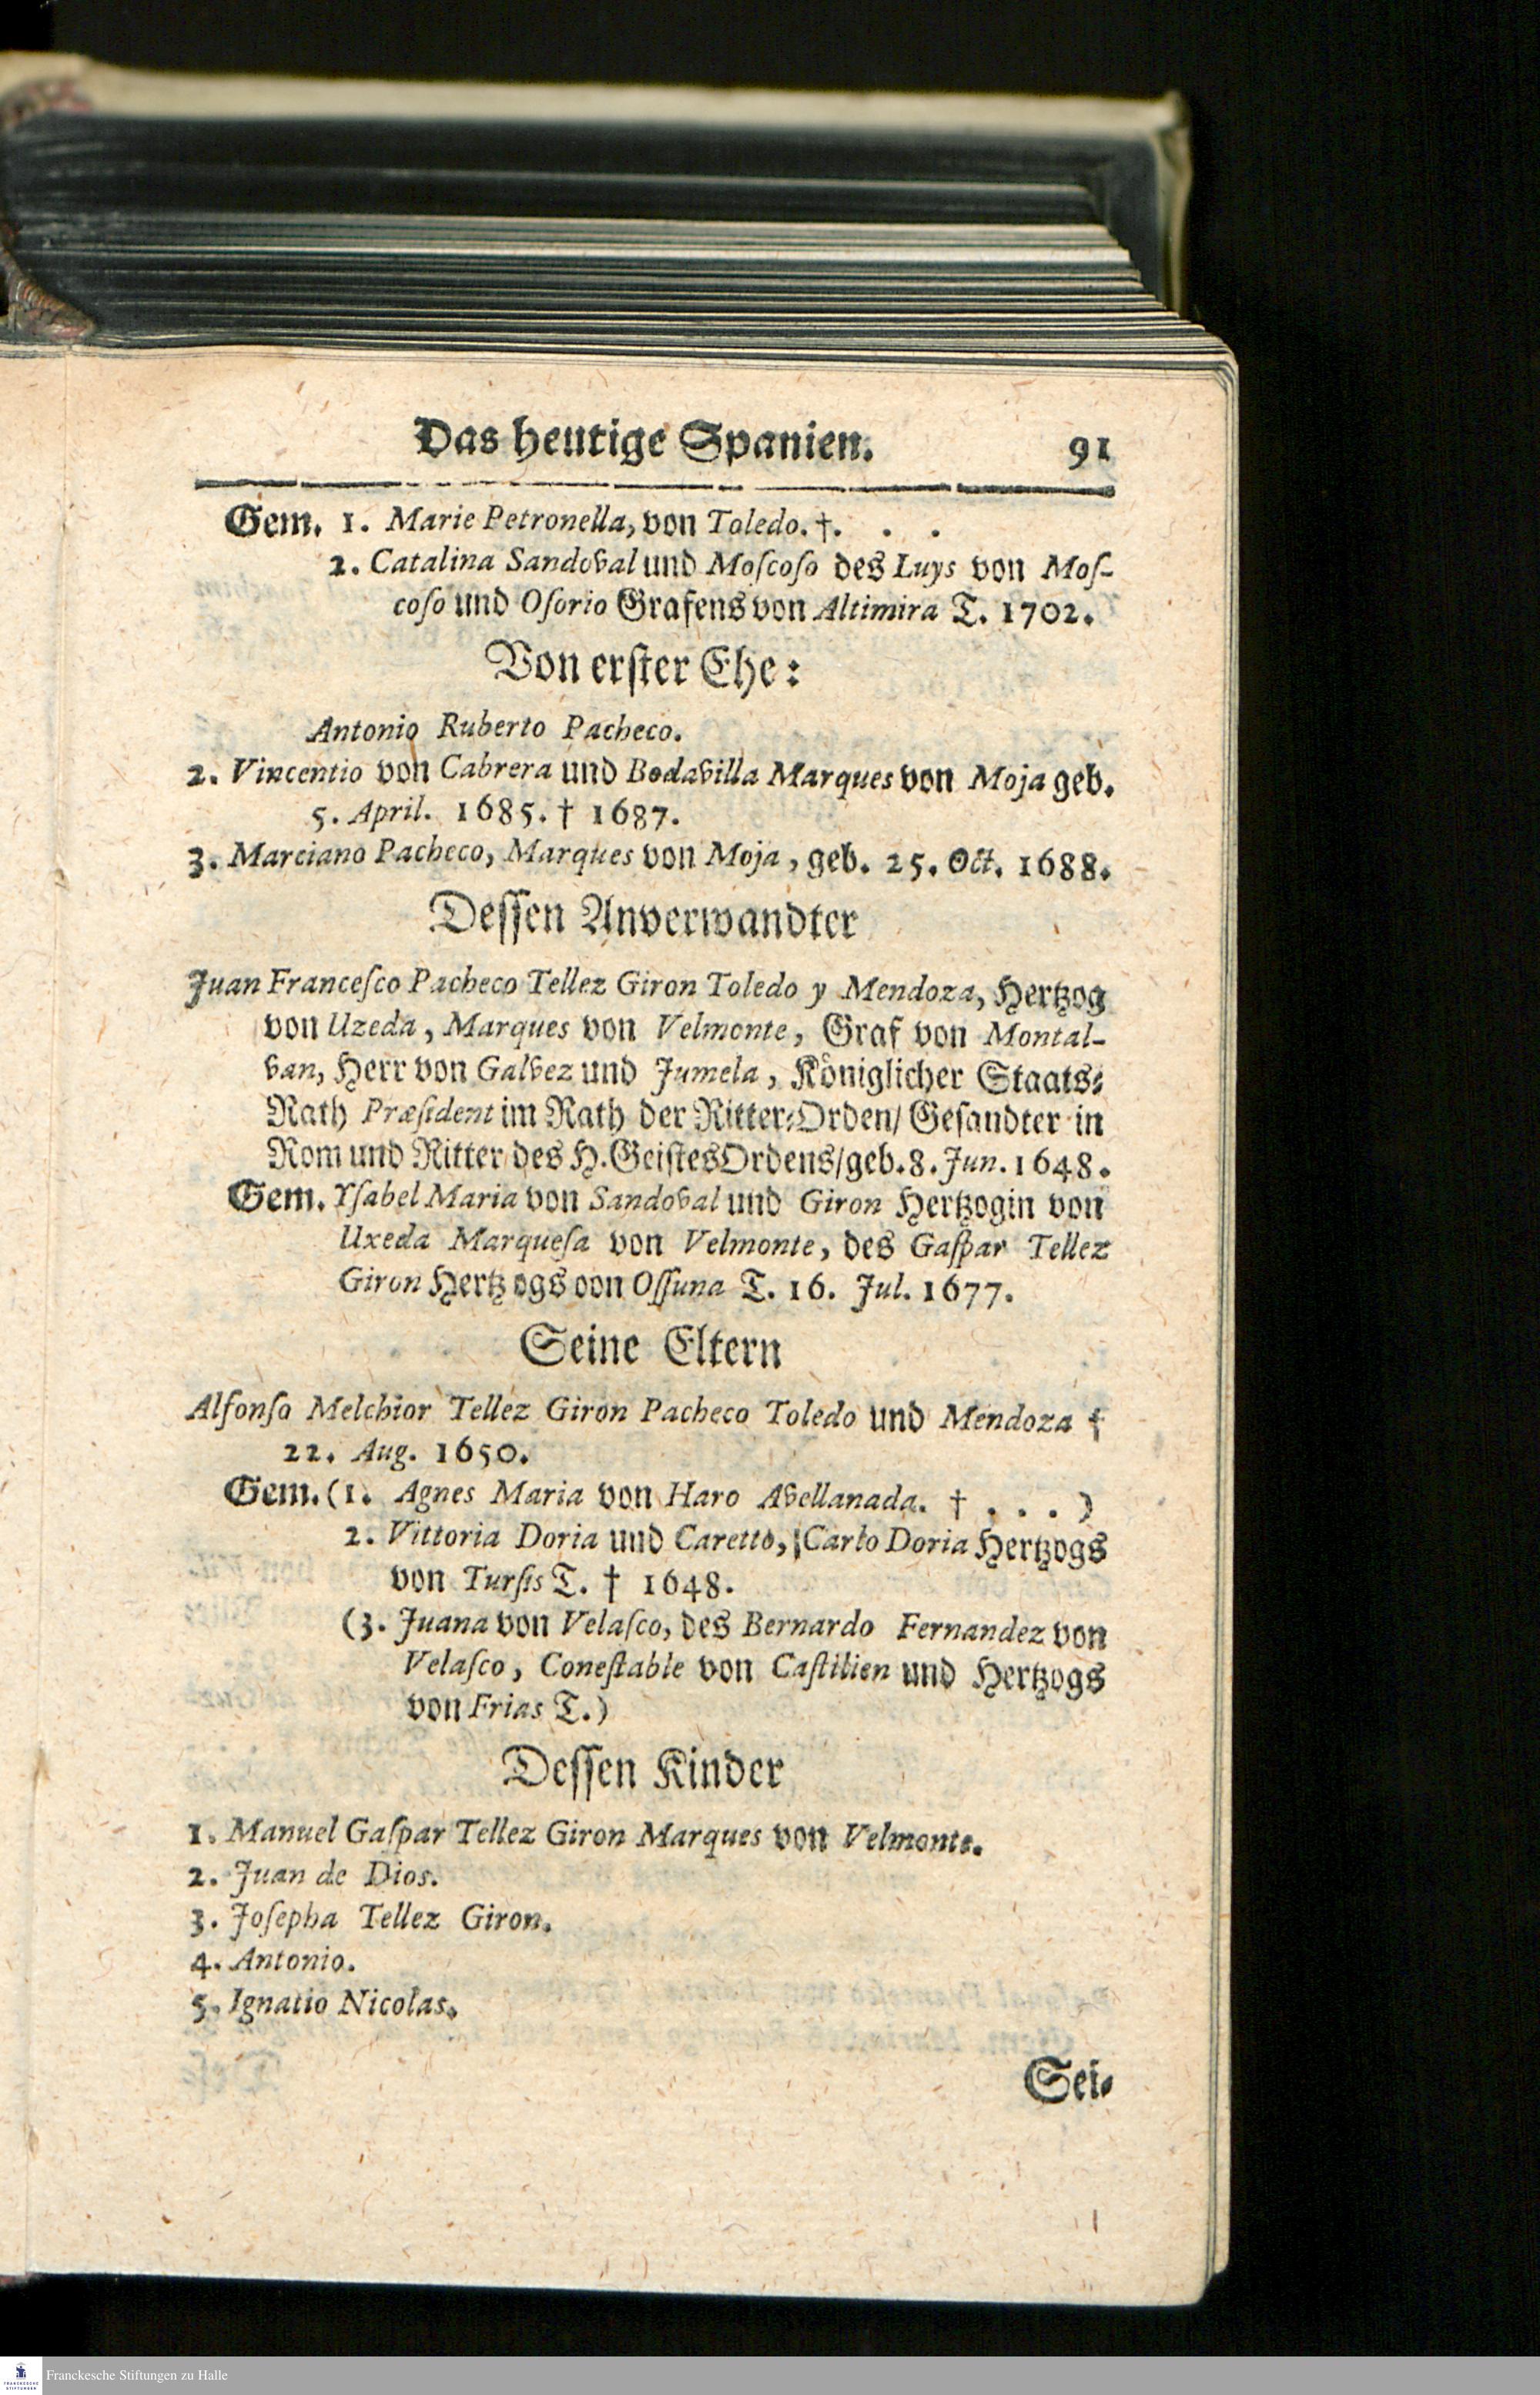 Das heutige Spanien. 91
Gem. 1. Marie Petronella, von Toledo. †. . .
2. Catalina Sandoval und Moſcoſo des Luys von Moſ-
coſo und Oſorio Grafens von Altimira T. 1702.
Von erſter Ehe:
Antonio Ruberto Pacheco.
2. Vincentio von Cabrera und Bodavilla Marques von Moja geb.
5. April. 1685. † 1687.
3. Marciano Pacheco, Marques von Moja, geb. 25. Oct. 1688.
Deſſen Anverwandter
Juan Franceſco Pacheco Tellez Giron Toledo y Mendoza, Hertzog
von Uzeda, Marques von Velmonte, Graf von Montal-
van, Herr von Galvez und Jumela, Königlicher Staats-
Rath Præſident im Rath der Ritter-Orden/ Geſandter in
Rom und Ritter des H. Geiſtes Ordens/ geb. 8. Jun. 1648.
Gem. Yſabel Maria von Sandoval und Giron Hertzogin von
Uxeda Marqueſa von Velmonte, des Gaſpar Tellez
Giron Hertzogs von Oſſuna T. 16. Jul. 1677.
Seine Eltern
Alfonſo Melchior Tellez Giron Pacheco Toledo und Mendoza †
22. Aug. 1650.
Gem. (1. Agnes Maria von Haro Avellanada. † . . . )
2. Vittoria Doria und Caretto, Carlo Doria Hertzogs
von Turſis T. † 1648.
(3. Juana von Velaſco, des Bernardo Fernandez von
Velaſco, Coneſtable von Caſtilien und Hertzogs
von Frias T.)
Deſſen Kinder
1. Manuel Gaſpar Tellez Giron Marques von Velmonte.
2. Juan de Dios.
3. Joſepha Tellez Giron.
4. Antonio.
5. Ignatio Nicolas.
Sei-
Franckesche Stiftungen zu Halle